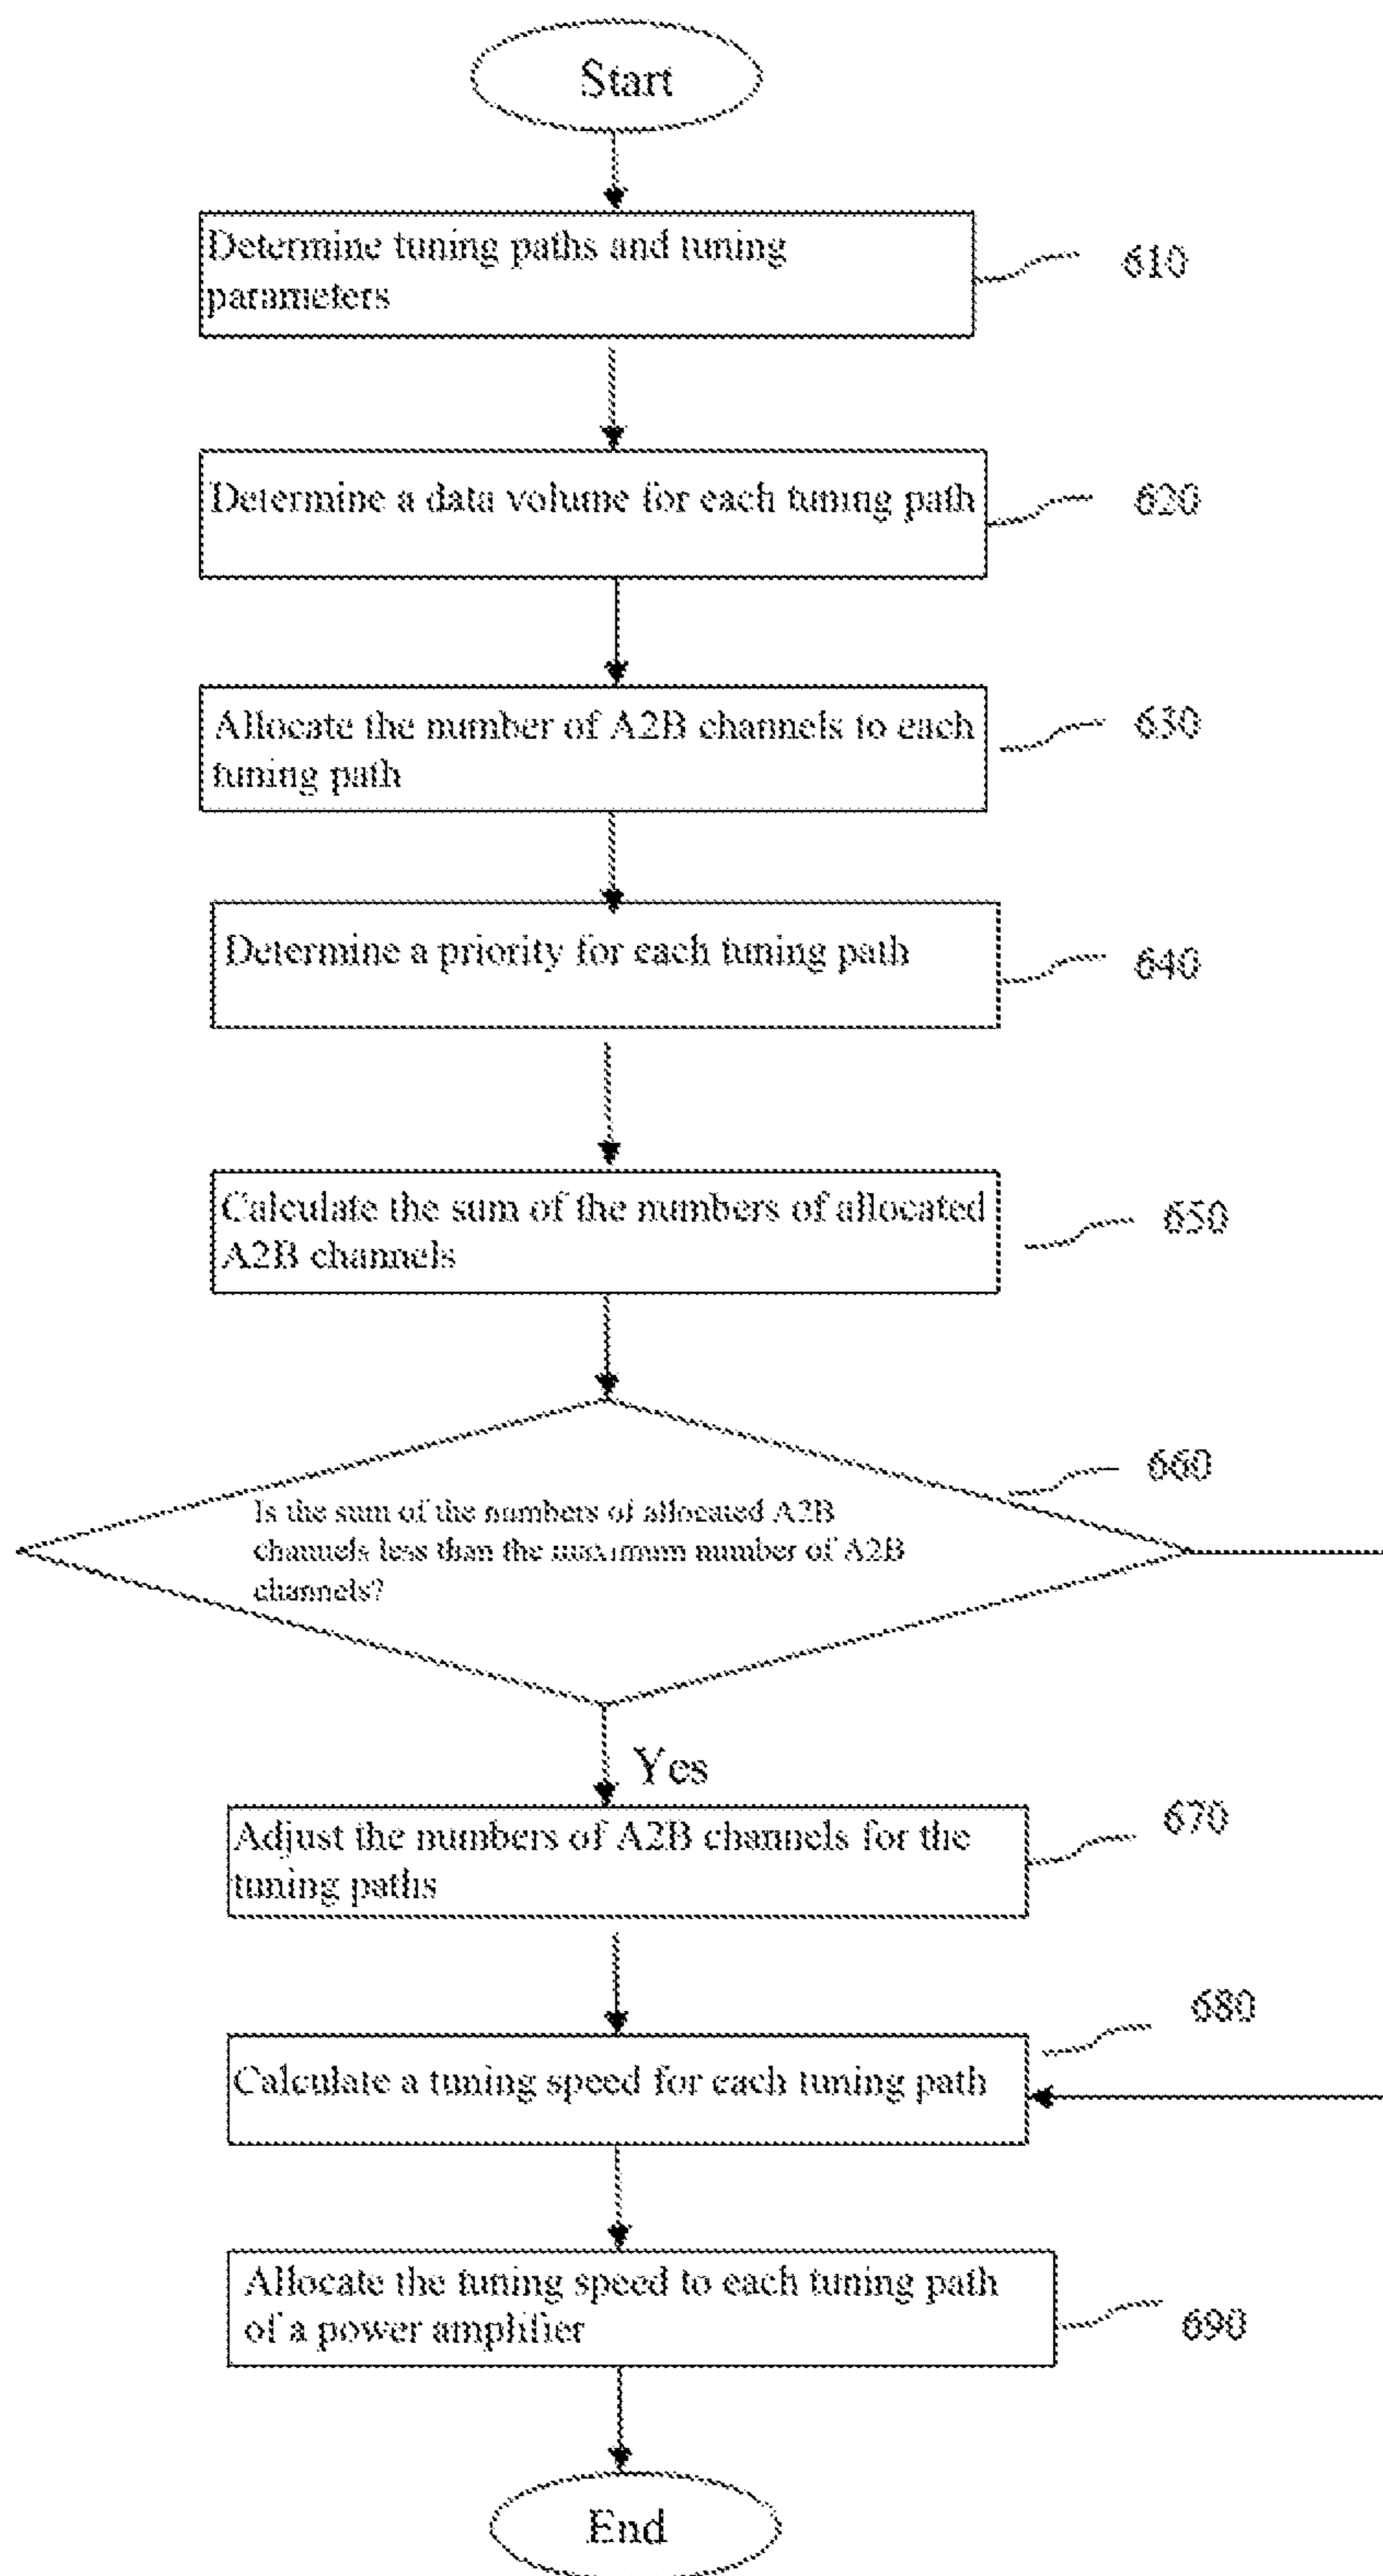 Start
Determine tuning paths and tuning
parameters
610
Determine a data volume for each tuning path
620
Allocate the number of A2B channels to each
tuning path
630
Determine a priority for each tuning path
640
Calculate the sum of the numbers of allocated
A2B channels
650
660
Is the sum of the numbers of allocated A2B
channels less than the maximum number of A2B
channels?
Yes
Adjust the numbers of A2B channels for the
tuning paths
670
680
Calculate a tuning speed for each tuning path
Allocate the tuning speed to each tuning path
of a power amplifier
690
End